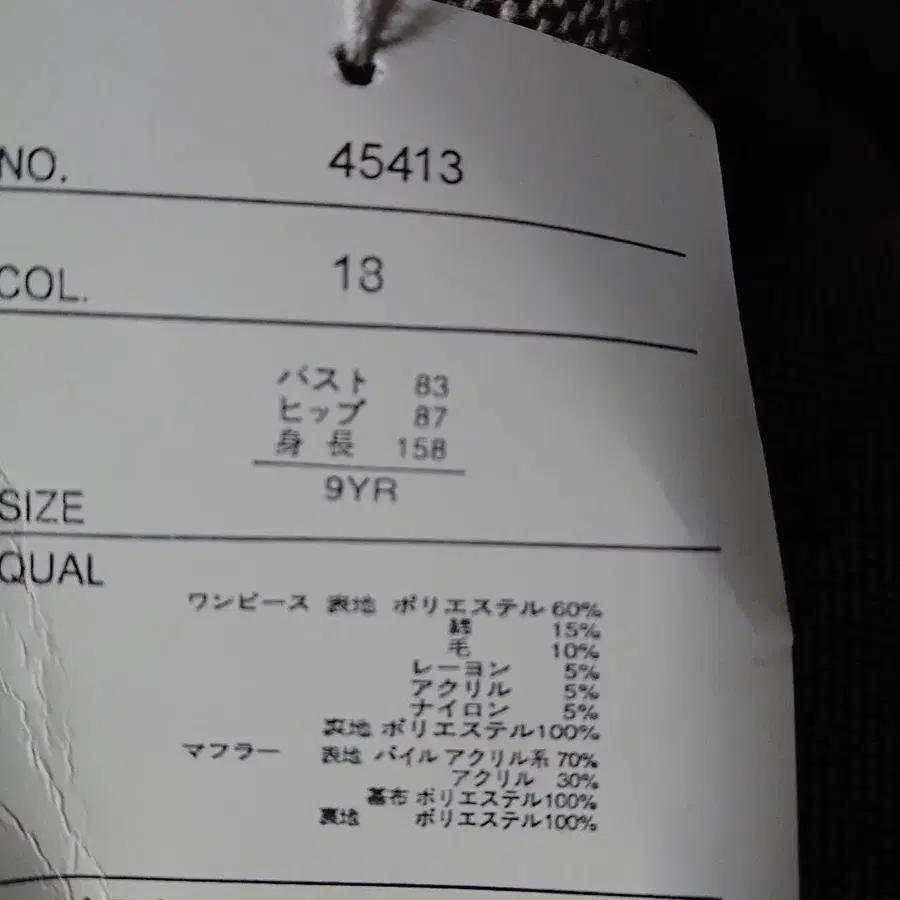 NO. 45413
COL. 18
バスト 83
ヒップ 87
身長 158
9YR
SIZE
QUAL
ワンピース 表地 ポリエステル 60%
綿 15%
毛 10%
レーヨン 5%
アクリル 5%
ナイロン 5%
裏地 ポリエステル100%
マフラー 表地 パイル アクリル系 70%
アクリル 30%
基布 ポリエステル100%
裏地 ポリエステル100%